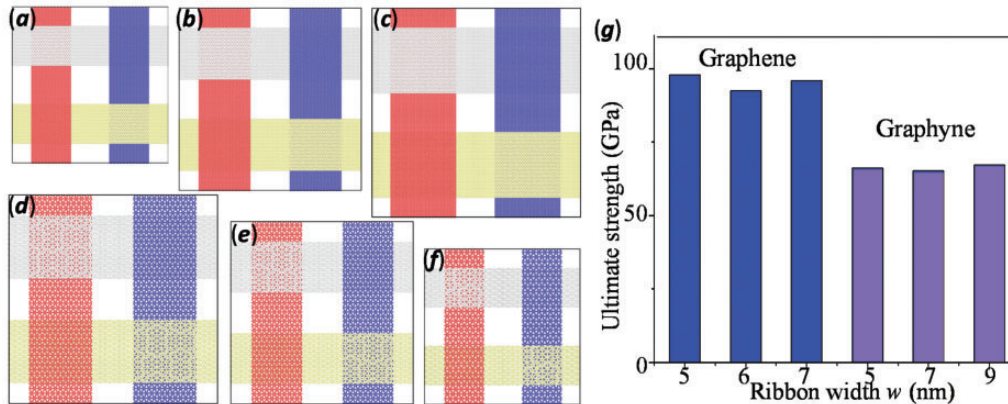 (a)
(b)
(c)
(d)
(e)
(f)
(g)
Ultimate strength (GPa)
100
50
0
Graphene
Graphyne
5 6 7 5 7 9
Ribbon width w (nm)